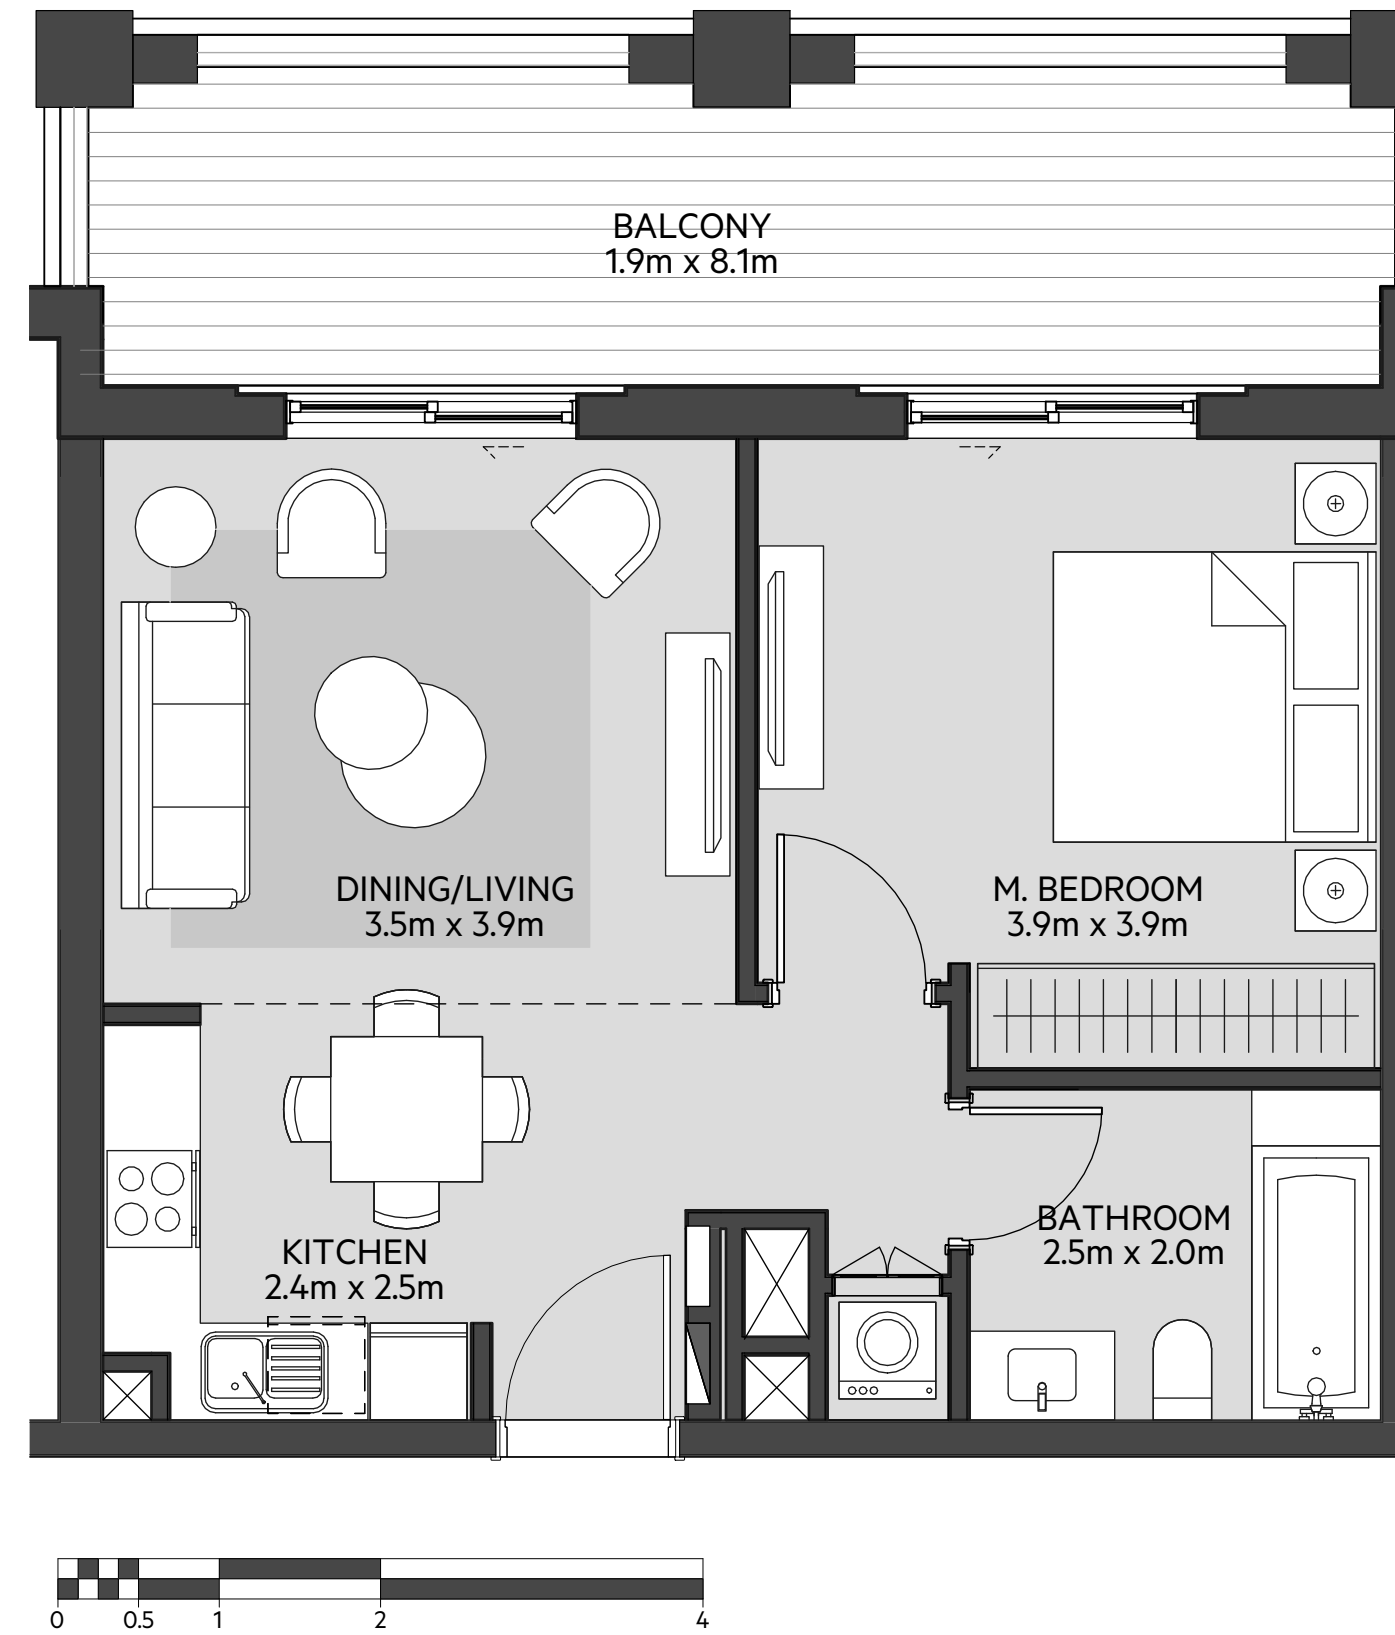 BALCONY
1.9m x 8.1m
DINING/LIVING
3.5m x 3.9m
M. BEDROOM
3.9m x 3.9m
KITCHEN
2.4m x 2.5m
BATHROOM
2.5m x 2.0m
0 0.5 1 2 4